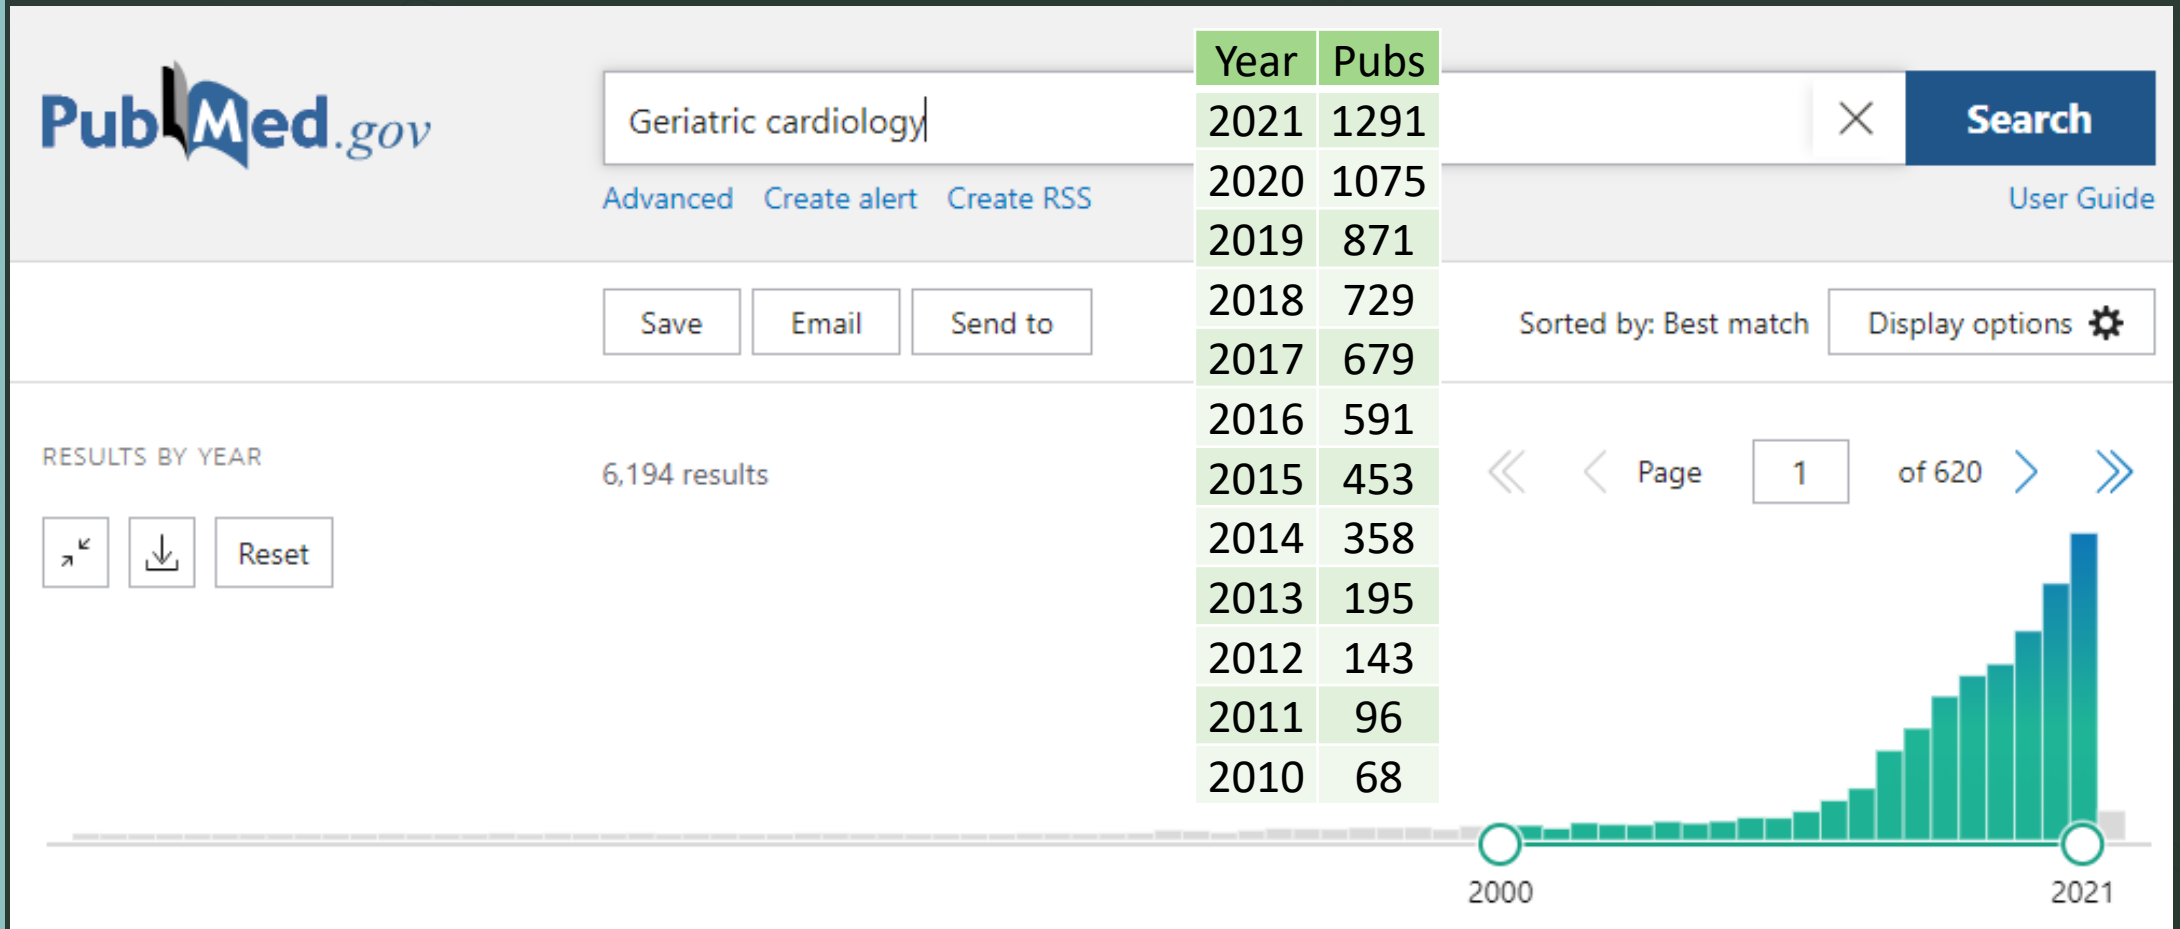 PubMed.gov
Geriatric cardiology
Search
Advanced Create alert Create RSS
User Guide
Save Email Send to
Sorted by: Best match Display options
RESULTS BY YEAR
6,194 results
Page 1 of 620
Reset
Year Pubs
2021 1291
2020 1075
2019 871
2018 729
2017 679
2016 591
2015 453
2014 358
2013 195
2012 143
2011 96
2010 68
2000 2021